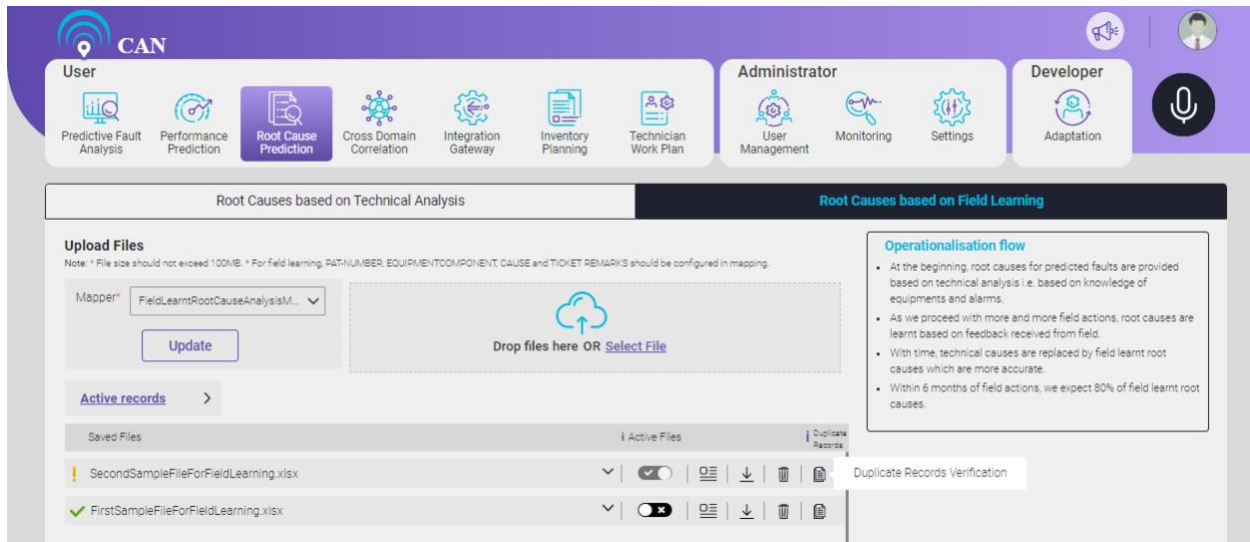 CAN
User
Predictive Fault
Analysis
Performance
Prediction
Root Cause
Prediction
Cross Domain
Correlation
Integration
Gateway
Inventory
Planning
Technician
Work Plan
Administrator
User
Management
Monitoring
Settings
Developer
Adaptation
Root Causes based on Technical Analysis
Root Causes based on Field Learning
Upload Files
Note: * File size should not exceed 100MB. * For field learning, PAT-NUMBER, EQUIPMENTCOMPONENT, CAUSE and TICKET REMARKS should be configured in mapping.
Mapper*
FieldLearntRootCauseAnalysisM...
Update
Drop files here OR Select File
Active records
Saved Files
i Active Files
i Duplicate
Records
SecondSampleFileForFieldLearning.xlsx
Duplicate Records Verification
FirstSampleFileForFieldLearning.xlsx
Operationalisation flow
• At the beginning, root causes for predicted faults are provided
based on technical analysis i.e. based on knowledge of
equipments and alarms.
• As we proceed with more and more field actions, root causes are
learnt based on feedback received from field.
• With time, technical causes are replaced by field learnt root
causes which are more accurate.
• Within 6 months of field actions, we expect 80% of field learnt root
causes.